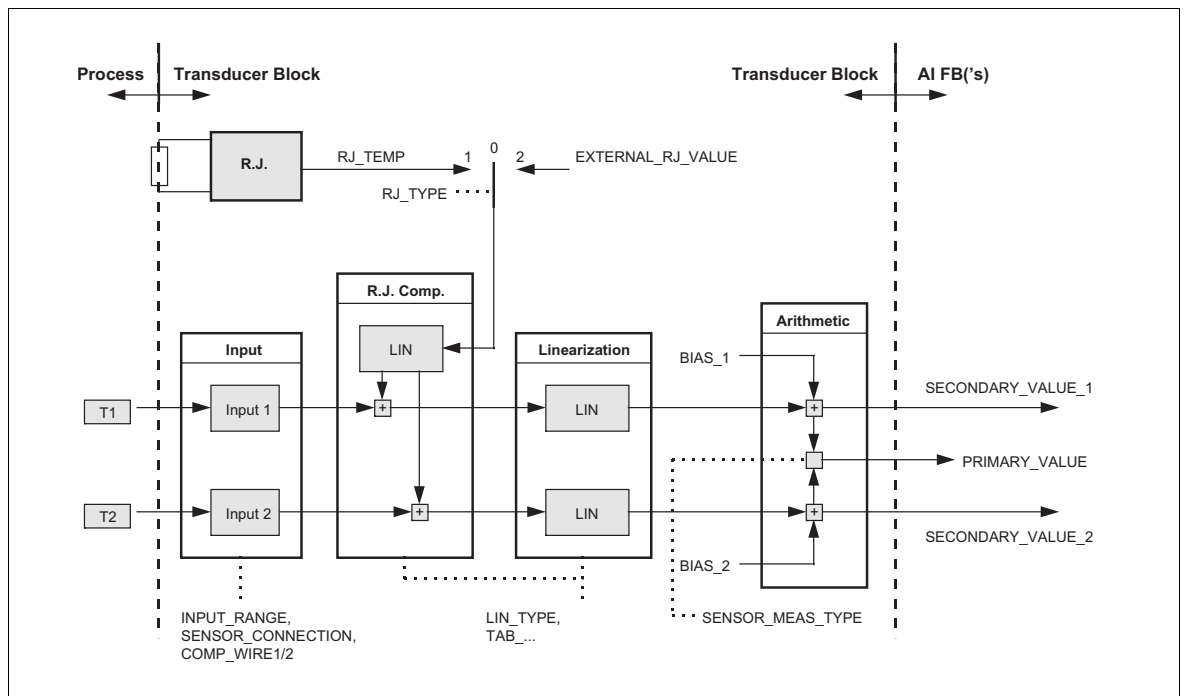 Process
Transducer Block
Transducer Block
AI FB('s)
R.J.
RJ_TEMP
1
0
2
EXTERNAL_RJ_VALUE
RJ_TYPE
R.J. Comp.
LIN
+
+
Input
Input 1
Input 2
T1
T2
Linearization
LIN
LIN
Arithmetic
BIAS_1
+
+
BIAS_2
SECONDARY_VALUE_1
PRIMARY_VALUE
SECONDARY_VALUE_2
INPUT_RANGE,
SENSOR_CONNECTION,
COMP_WIRE1/2
LIN_TYPE,
TAB_...
SENSOR_MEAS_TYPE